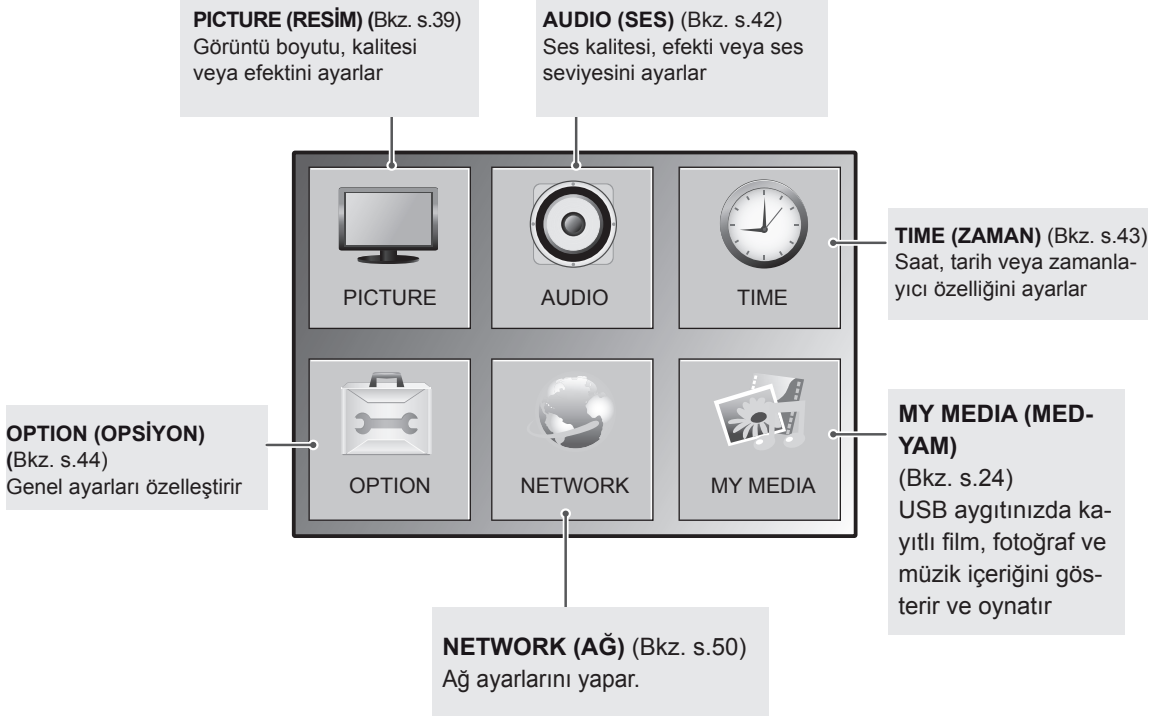 PICTURE (RESİM) (Bkz. s.39)
Görüntü boyutu, kalitesi
veya efektini ayarlar
AUDIO (SES) (Bkz. s.42)
Ses kalitesi, efekti veya ses
seviyesini ayarlar
PICTURE
AUDIO
TIME
TIME (ZAMAN) (Bkz. s.43)
Saat, tarih veya zamanla-
yıcı özelliğini ayarlar
OPTION (OPSİYON)
(Bkz. s.44)
Genel ayarları özelleştirir
OPTION
NETWORK
MY MEDIA
MY MEDIA (MED-
YAM)
(Bkz. s.24)
USB aygıtınızda ka-
yıtlı film, fotoğraf ve
müzik içeriğini gös-
terir ve oynatır
NETWORK (AĞ) (Bkz. s.50)
Ağ ayarlarını yapar.